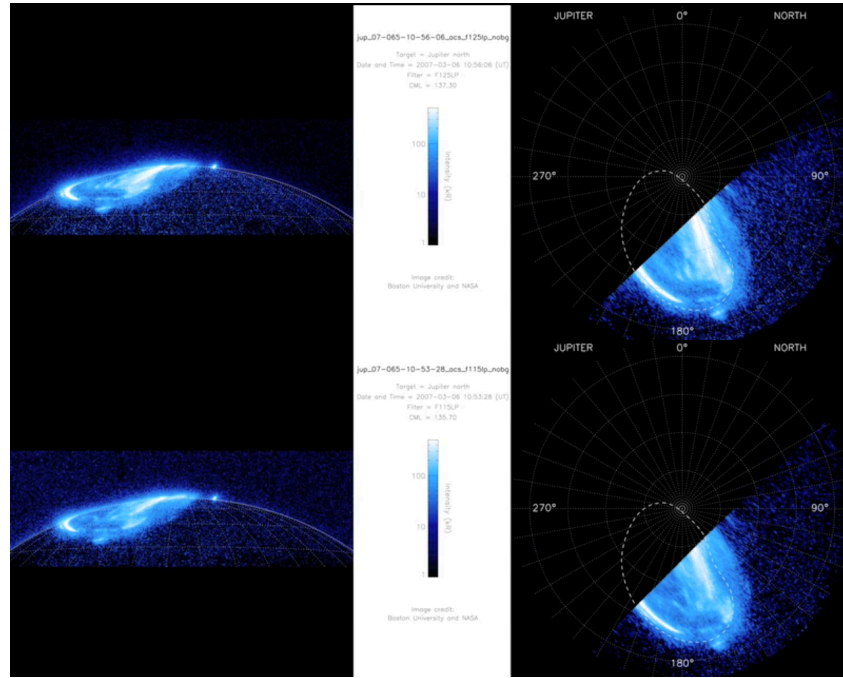 jup_07-065-10-56-06_acs_f125lp_nobg
Target = Jupiter north
Date and Time = 2007-03-06 10:56:06 (UT)
Filter = F125LP
CML = 137.30
100
10
1
Intensity [kR]
Image credit:
Boston University and NASA
JUPITER 0° NORTH
270° 90°
180°
jup_07-065-10-53-28_acs_f115lp_nobg
Target = Jupiter north
Date and Time = 2007-03-06 10:53:28 (UT)
Filter = F115LP
CML = 135.70
100
10
1
Intensity [kR]
Image credit:
Boston University and NASA
JUPITER 0° NORTH
270° 90°
180°